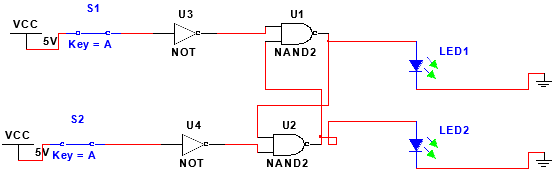 S1
VCC
5V
Key = A
U3
NOT
U1
NAND2
LED1
S2
VCC
5V
Key = A
U4
NOT
U2
NAND2
LED2